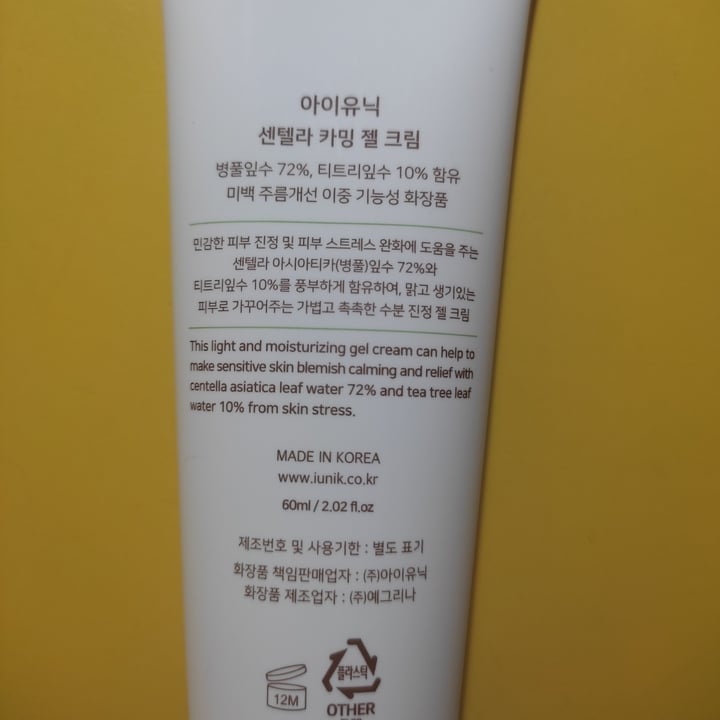 아이유닉
센텔라 카밍 젤 크림
병풀잎수 72%, 티트리잎수 10% 함유
미백 주름개선 이중 기능성 화장품
민감한 피부 진정 및 피부 스트레스 완화에 도움을 주는
센텔라 아시아티카(병풀)잎수 72%와
티트리잎수 10%를 풍부하게 함유하여, 맑고 생기있는
피부로 가꾸어주는 가볍고 촉촉한 수분 진정 젤 크림
This light and moisturizing gel cream can help to
make sensitive skin blemish calming and relief with
centella asiatica leaf water 72% and tea tree leaf
water 10% from skin stress.
MADE IN KOREA
www.iunik.co.kr
60ml / 2.02 fl.oz
제조번호 및 사용기한 : 별도 표기
화장품 책임판매업자 : (주)아이유닉
화장품 제조업자 : (주)예그리나
플라스틱
12M
OTHER